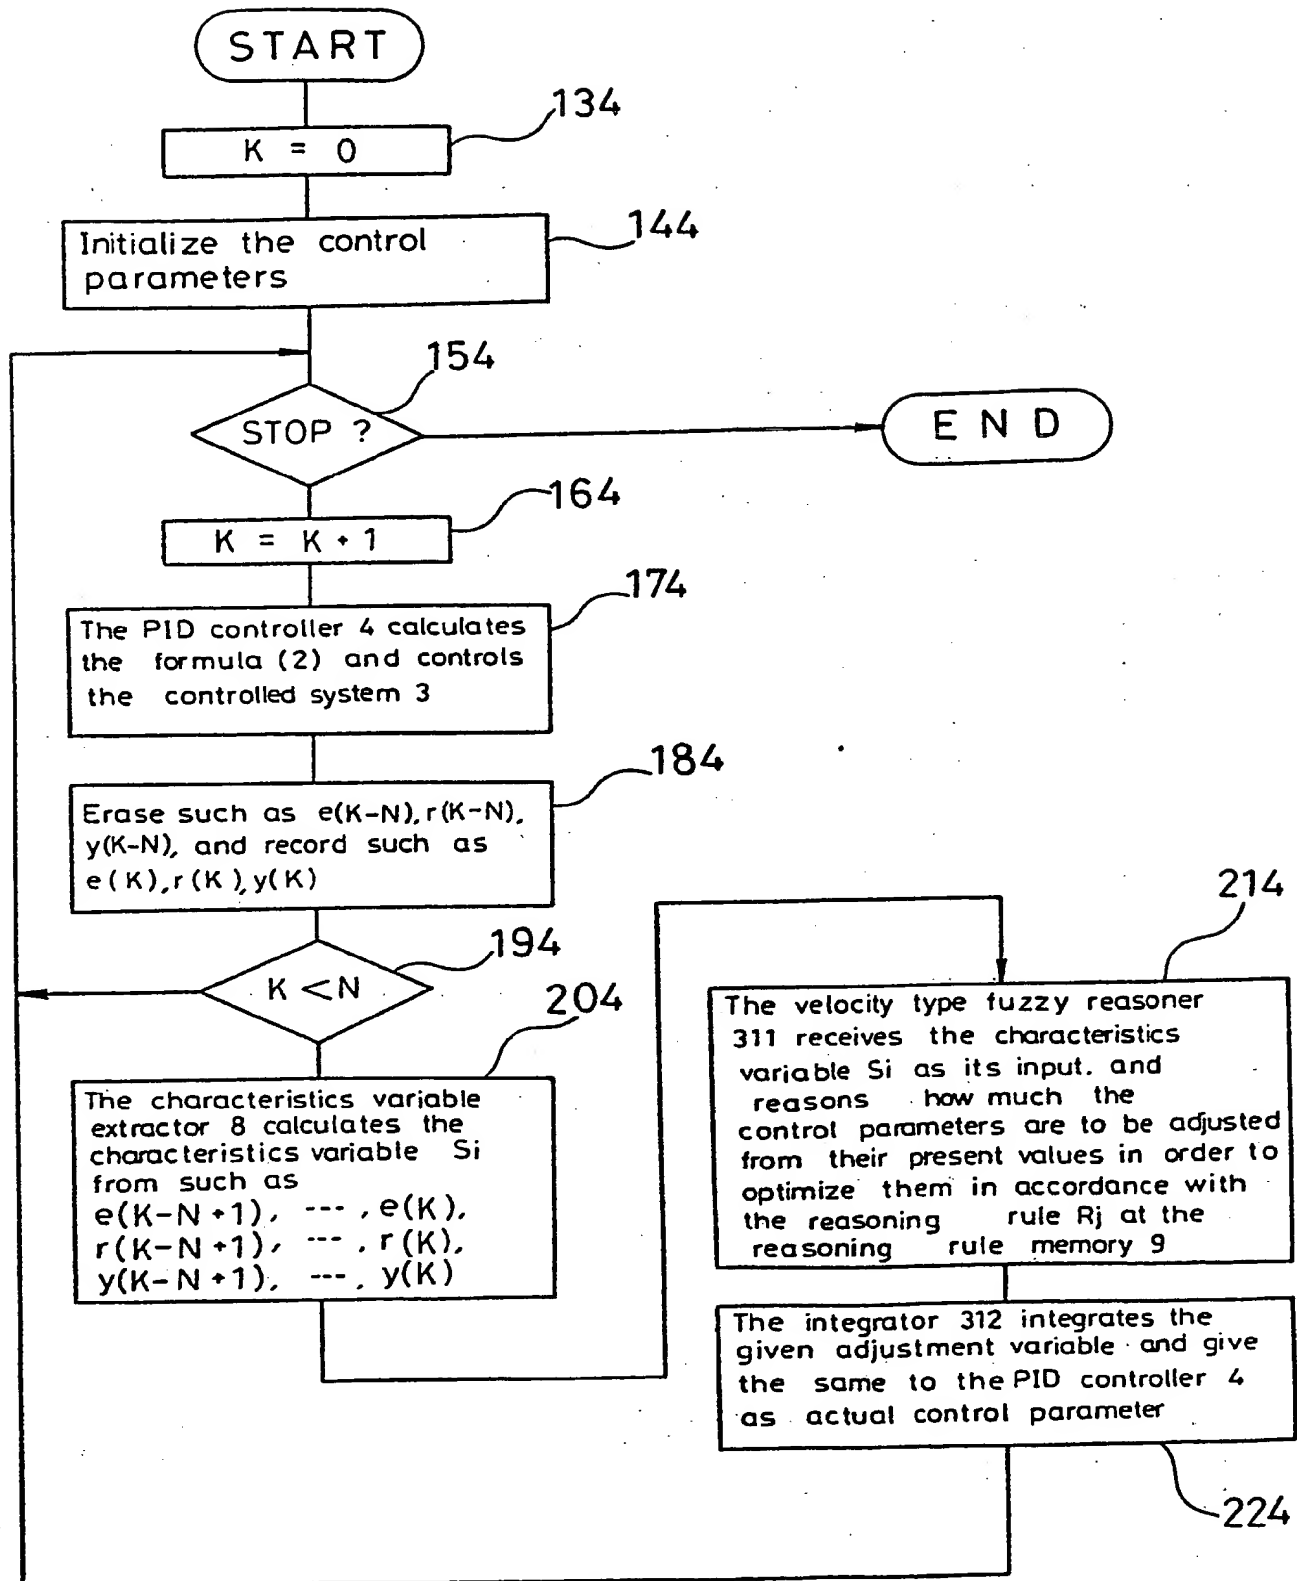 START
134
K = 0
144
Initialize the control
parameters
154
STOP ?
END
164
K = K + 1
174
The PID controller 4 calculates
the formula (2) and controls
the controlled system 3
184
Erase such as e(K-N), r(K-N),
y(K-N), and record such as
e(K), r(K), y(K)
194
K < N
204
The characteristics variable
extractor 8 calculates the
characteristics variable Si
from such as
e(K-N+1), ---, e(K),
r(K-N+1), ---, r(K),
y(K-N+1), ---, y(K)
214
The velocity type fuzzy reasoner
311 receives the characteristics
variable Si as its input. and
reasons how much the
control parameters are to be adjusted
from their present values in order to
optimize them in accordance with
the reasoning rule Rj at the
reasoning rule memory 9
The integrator 312 integrates the
given adjustment variable and give
the same to the PID controller 4
as actual control parameter
224